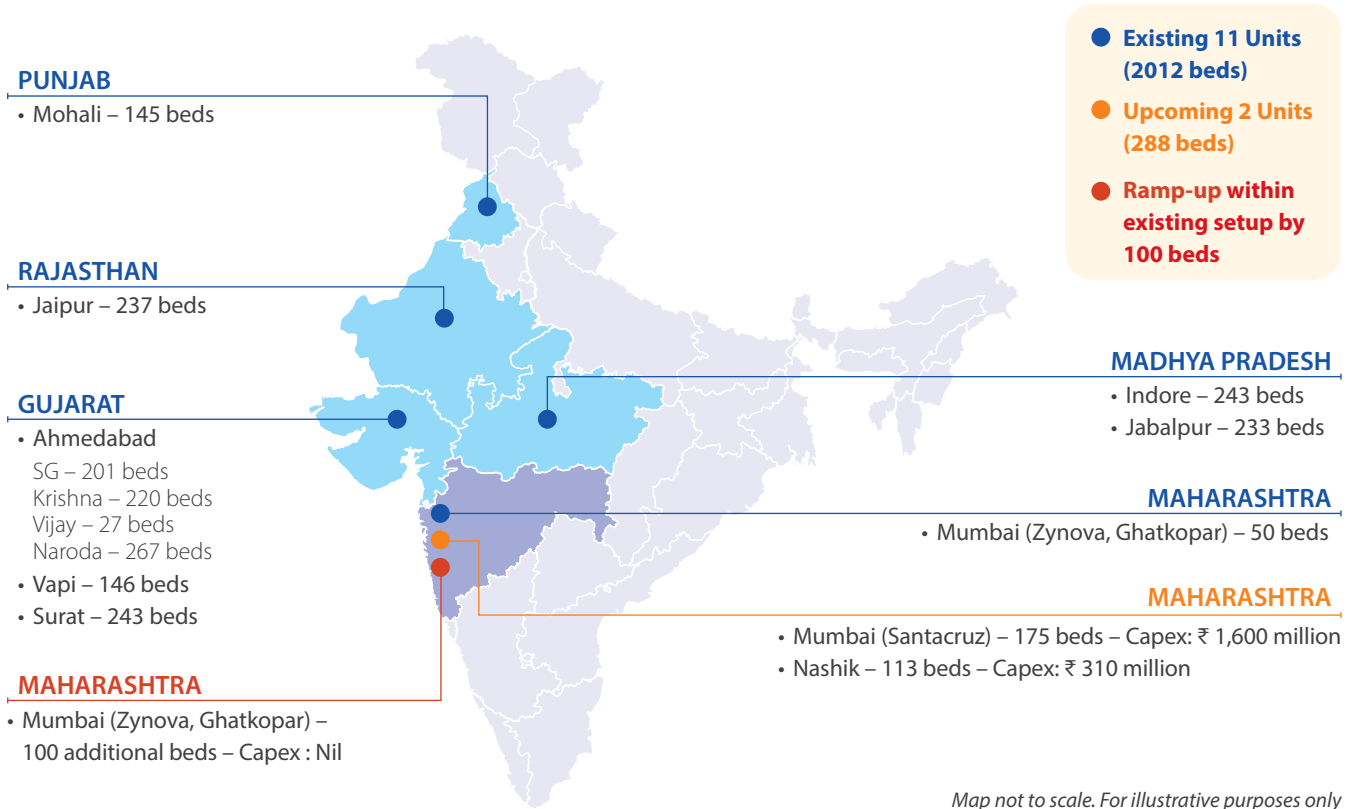 PUNJAB
• Mohali – 145 beds
RAJASTHAN
• Jaipur – 237 beds
GUJARAT
• Ahmedabad
SG – 201 beds
Krishna – 220 beds
Vijay – 27 beds
Naroda – 267 beds
• Vapi – 146 beds
• Surat – 243 beds
MAHARASHTRA
• Mumbai (Zynova, Ghatkopar) –
100 additional beds – Capex : Nil
Existing 11 Units
(2012 beds)
Upcoming 2 Units
(288 beds)
Ramp-up within
existing setup by
100 beds
MADHYA PRADESH
• Indore – 243 beds
• Jabalpur – 233 beds
MAHARASHTRA
• Mumbai (Zynova, Ghatkopar) – 50 beds
MAHARASHTRA
• Mumbai (Santacruz) – 175 beds – Capex: ₹ 1,600 million
• Nashik – 113 beds – Capex: ₹ 310 million
Map not to scale. For illustrative purposes only